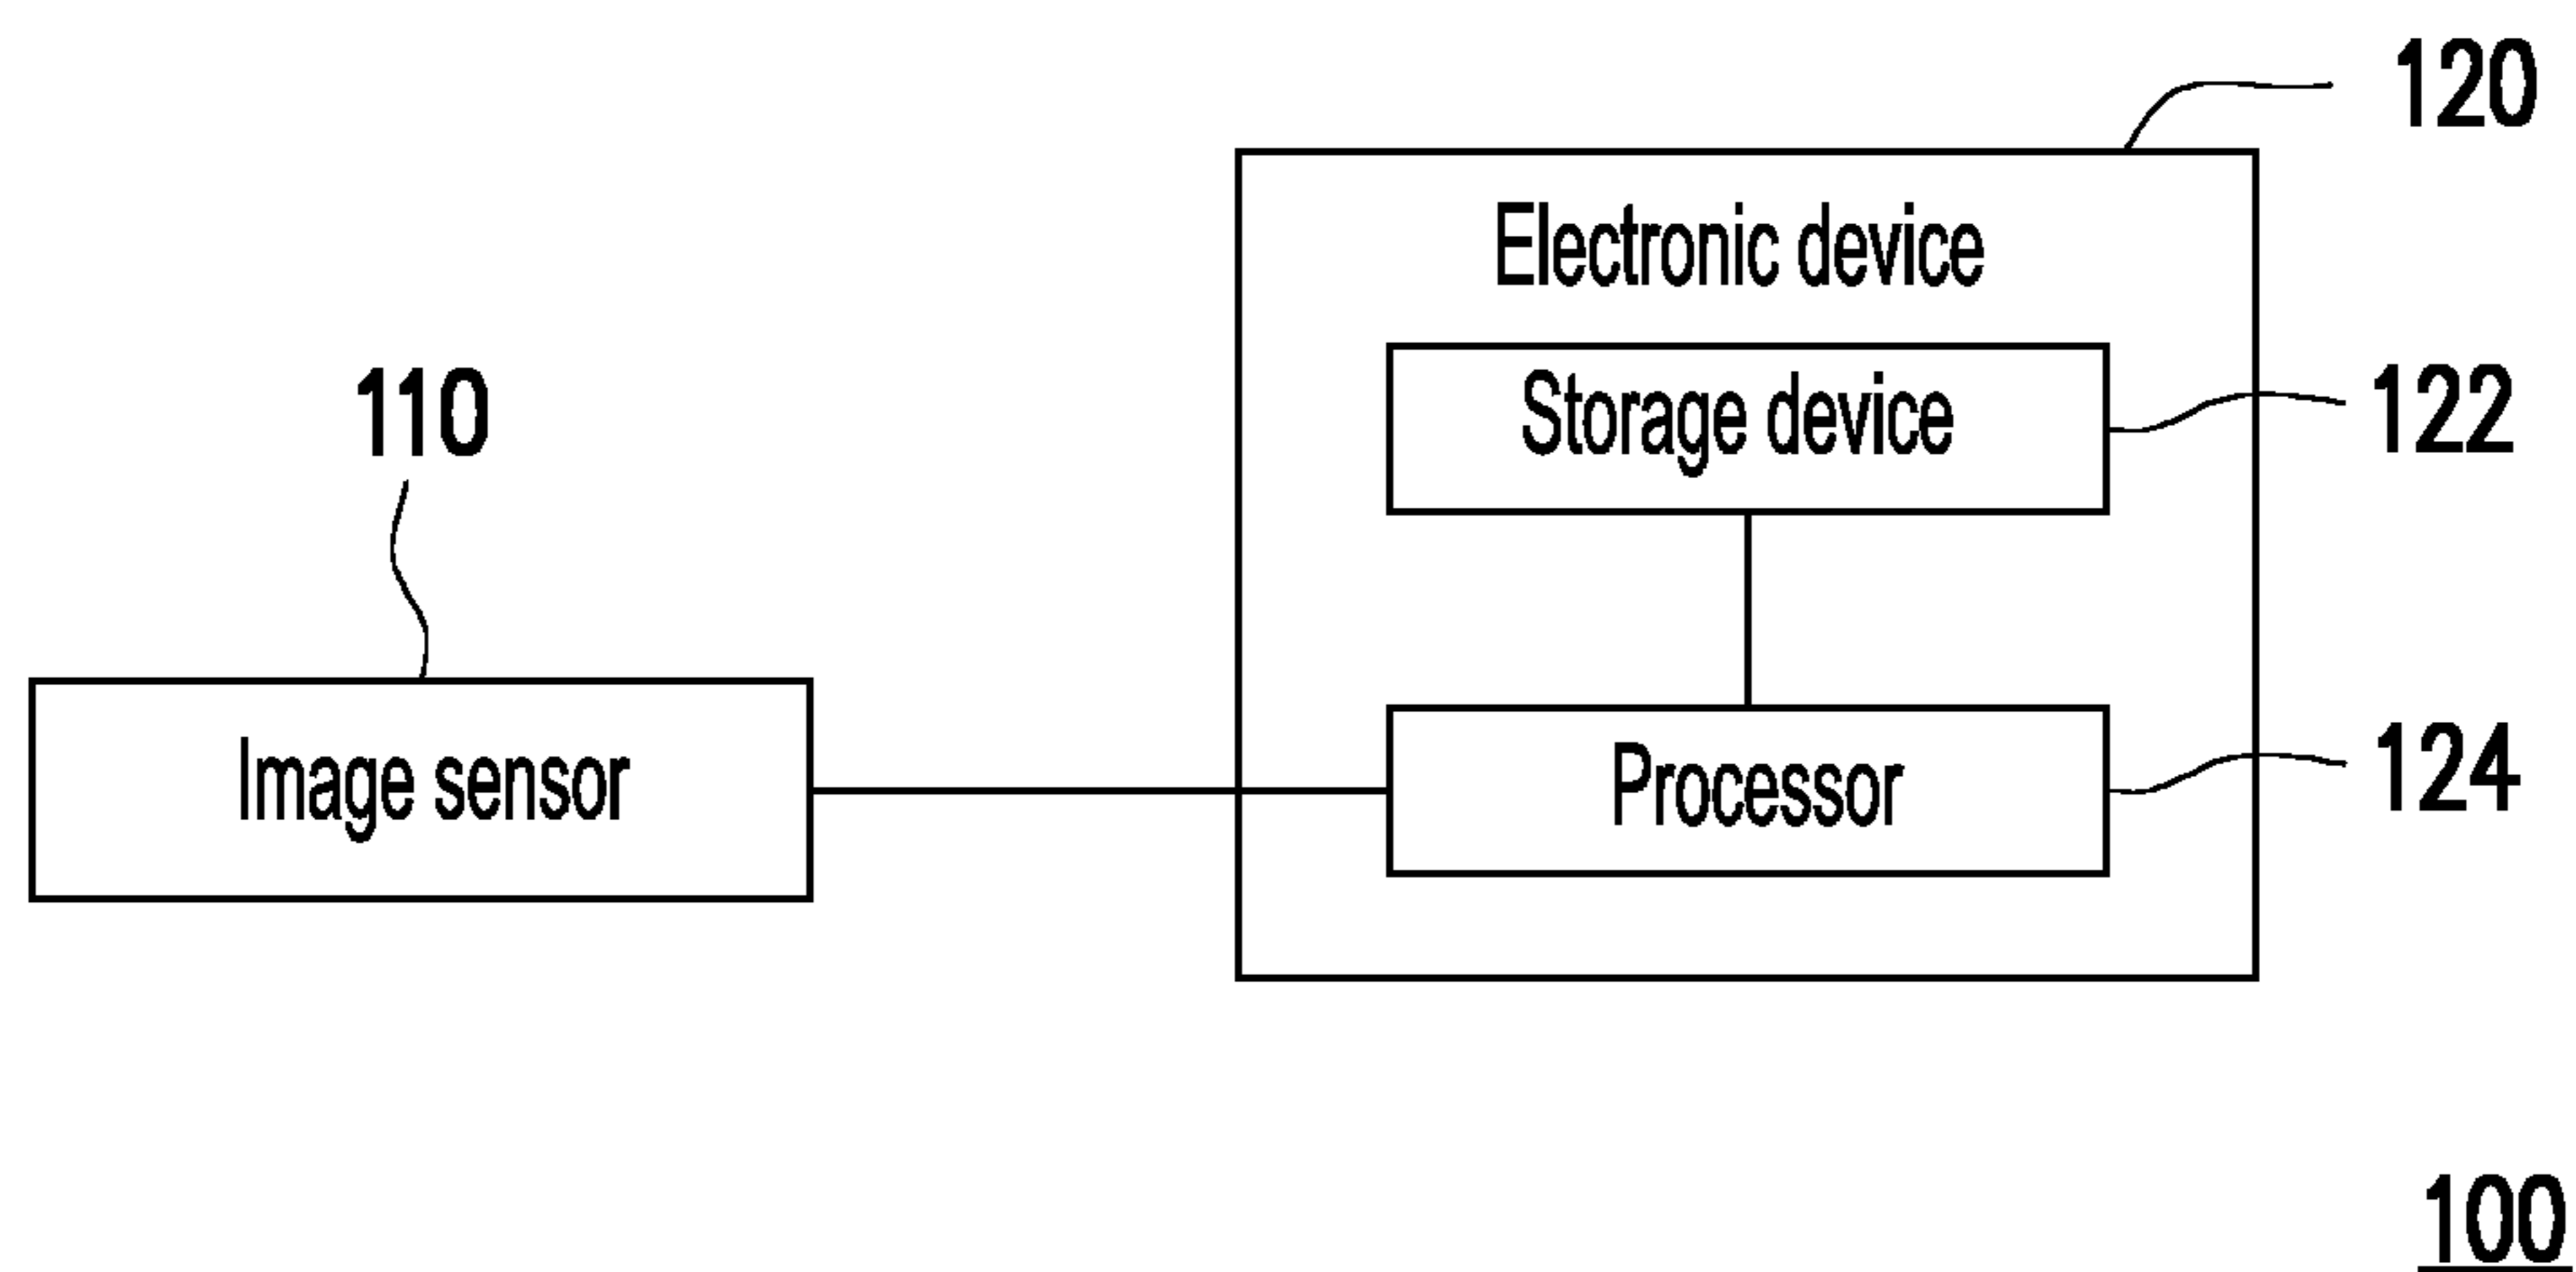 120
Electronic device
Storage device
122
110
Image sensor
Processor
124
100